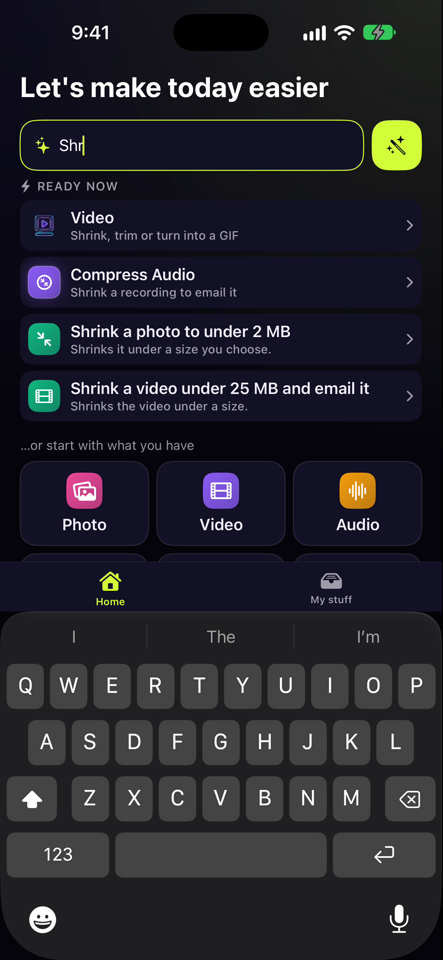 9:41
Let's make today easier
Shr
READY NOW
Video
Shrink, trim or turn into a GIF
Compress Audio
Shrink a recording to email it
Shrink a photo to under 2 MB
Shrinks it under a size you choose.
Shrink a video under 25 MB and email it
Shrinks the video under a size.
...or start with what you have
Photo Video Audio
Home My stuff
I The I'm
Q W E R T Y U I O P
A S D F G H J K L
Z X C V B N M
123